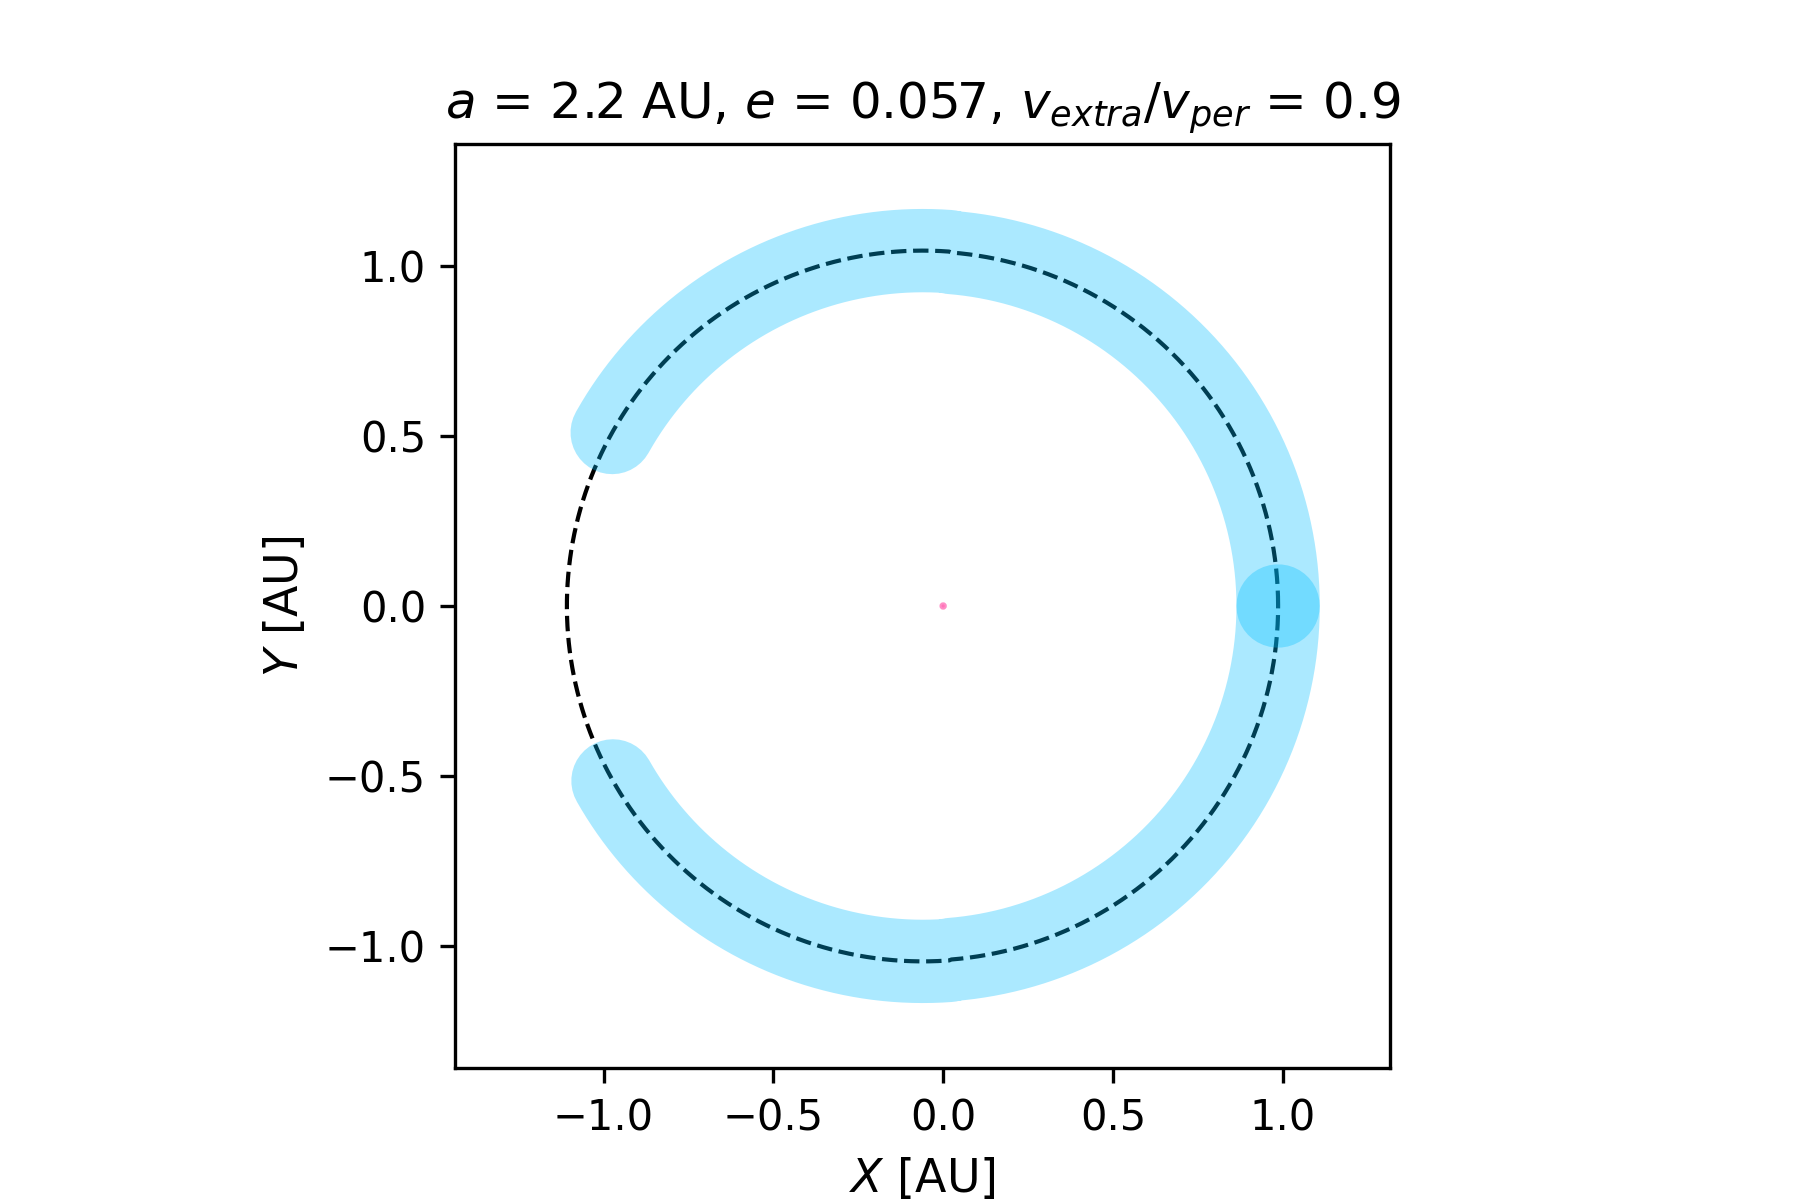 a = 2.2 AU, e = 0.057, v_extra/v_per = 0.9
1.0
0.5
0.0
−0.5
−1.0
Y [AU]
−1.0 −0.5 0.0 0.5 1.0
X [AU]